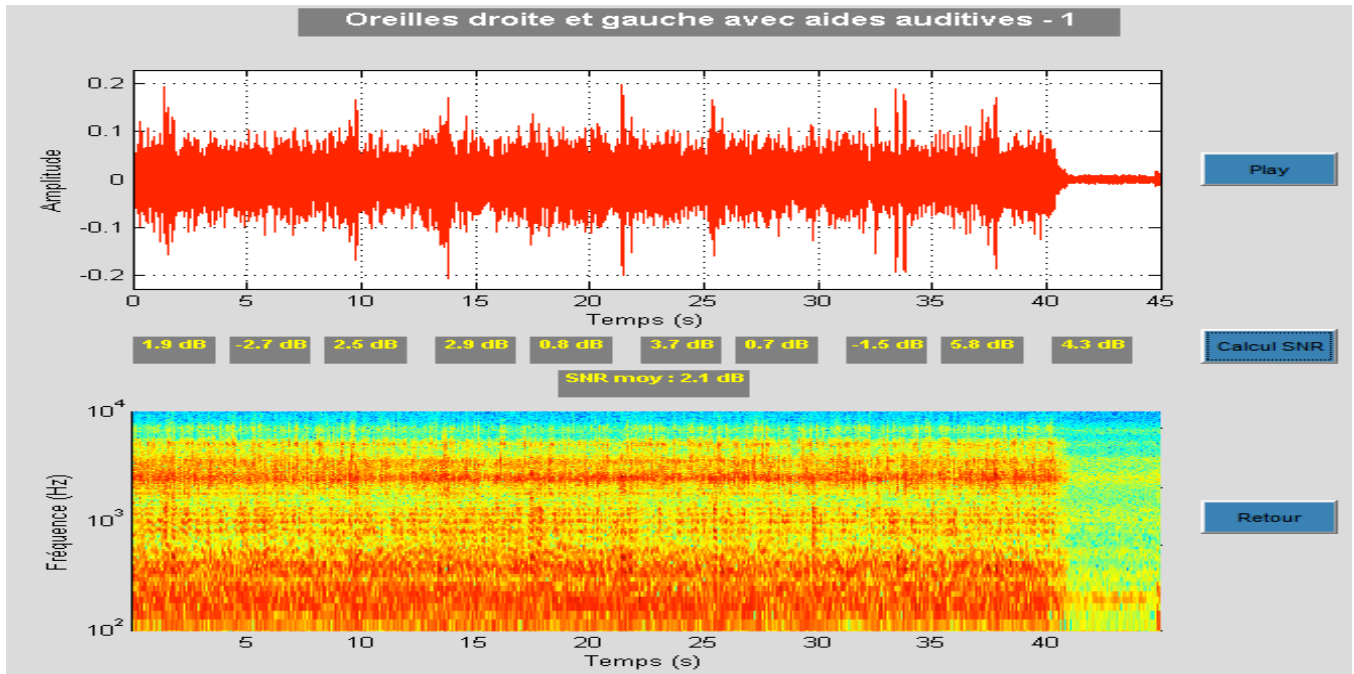 Oreilles droite et gauche avec aides auditives - 1
0.2
0.1
0
-0.1
-0.2
Amplitude
0 5 10 15 20 25 30 35 40 45
Temps (s)
Play
1.9 dB -2.7 dB 2.5 dB 2.9 dB 0.8 dB 3.7 dB 0.7 dB -1.5 dB 5.8 dB 4.3 dB
Calcul SNR
SNR moy : 2.1 dB
10^4
10^3
10^2
Fréquence (Hz)
5 10 15 20 25 30 35 40
Temps (s)
Retour